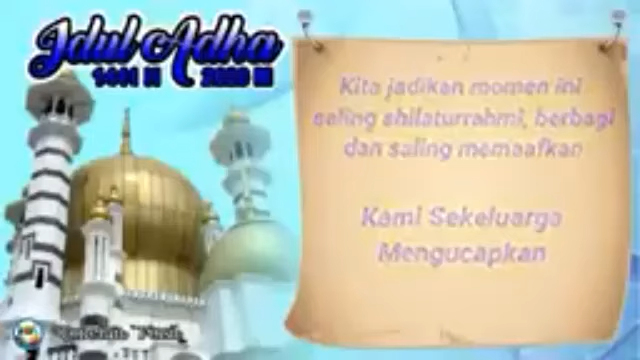 Idul Adha
1441 H 2020 M
Kita jadikan momen ini
saling shilaturrahmi, berbagi
dan saling memaafkan
Kami Sekeluarga
Mengucapkan